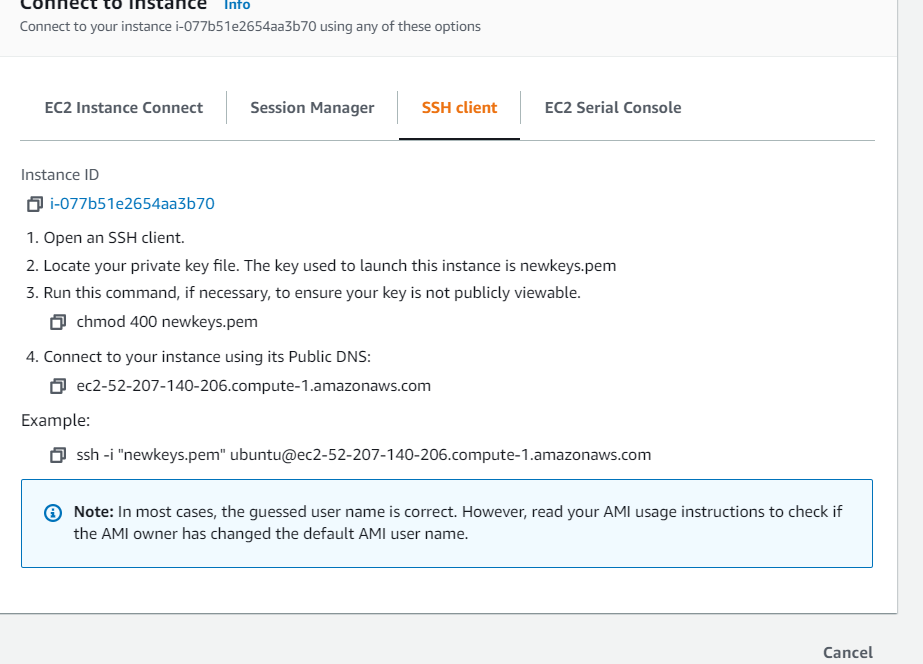 Connect to instance Info
Connect to your instance i-077b51e2654aa3b70 using any of these options
EC2 Instance Connect
Session Manager
SSH client
EC2 Serial Console
Instance ID
i-077b51e2654aa3b70
1. Open an SSH client.
2. Locate your private key file. The key used to launch this instance is newkeys.pem
3. Run this command, if necessary, to ensure your key is not publicly viewable.
chmod 400 newkeys.pem
4. Connect to your instance using its Public DNS:
ec2-52-207-140-206.compute-1.amazonaws.com
Example:
ssh -i "newkeys.pem" ubuntu@ec2-52-207-140-206.compute-1.amazonaws.com
Note: In most cases, the guessed user name is correct. However, read your AMI usage instructions to check if
the AMI owner has changed the default AMI user name.
Cancel